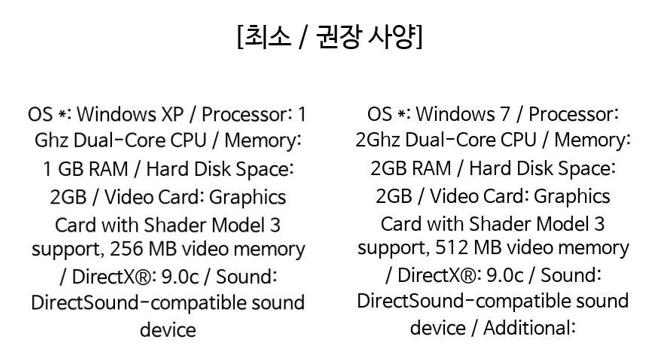 [최소 / 권장 사양]
OS *: Windows XP / Processor: 1
Ghz Dual-Core CPU / Memory:
1 GB RAM / Hard Disk Space:
2GB / Video Card: Graphics
Card with Shader Model 3
support, 256 MB video memory
/ DirectX®: 9.0c / Sound:
DirectSound-compatible sound
device
OS *: Windows 7 / Processor:
2Ghz Dual-Core CPU / Memory:
2GB RAM / Hard Disk Space:
2GB / Video Card: Graphics
Card with Shader Model 3
support, 512 MB video memory
/ DirectX®: 9.0c / Sound:
DirectSound-compatible sound
device / Additional: